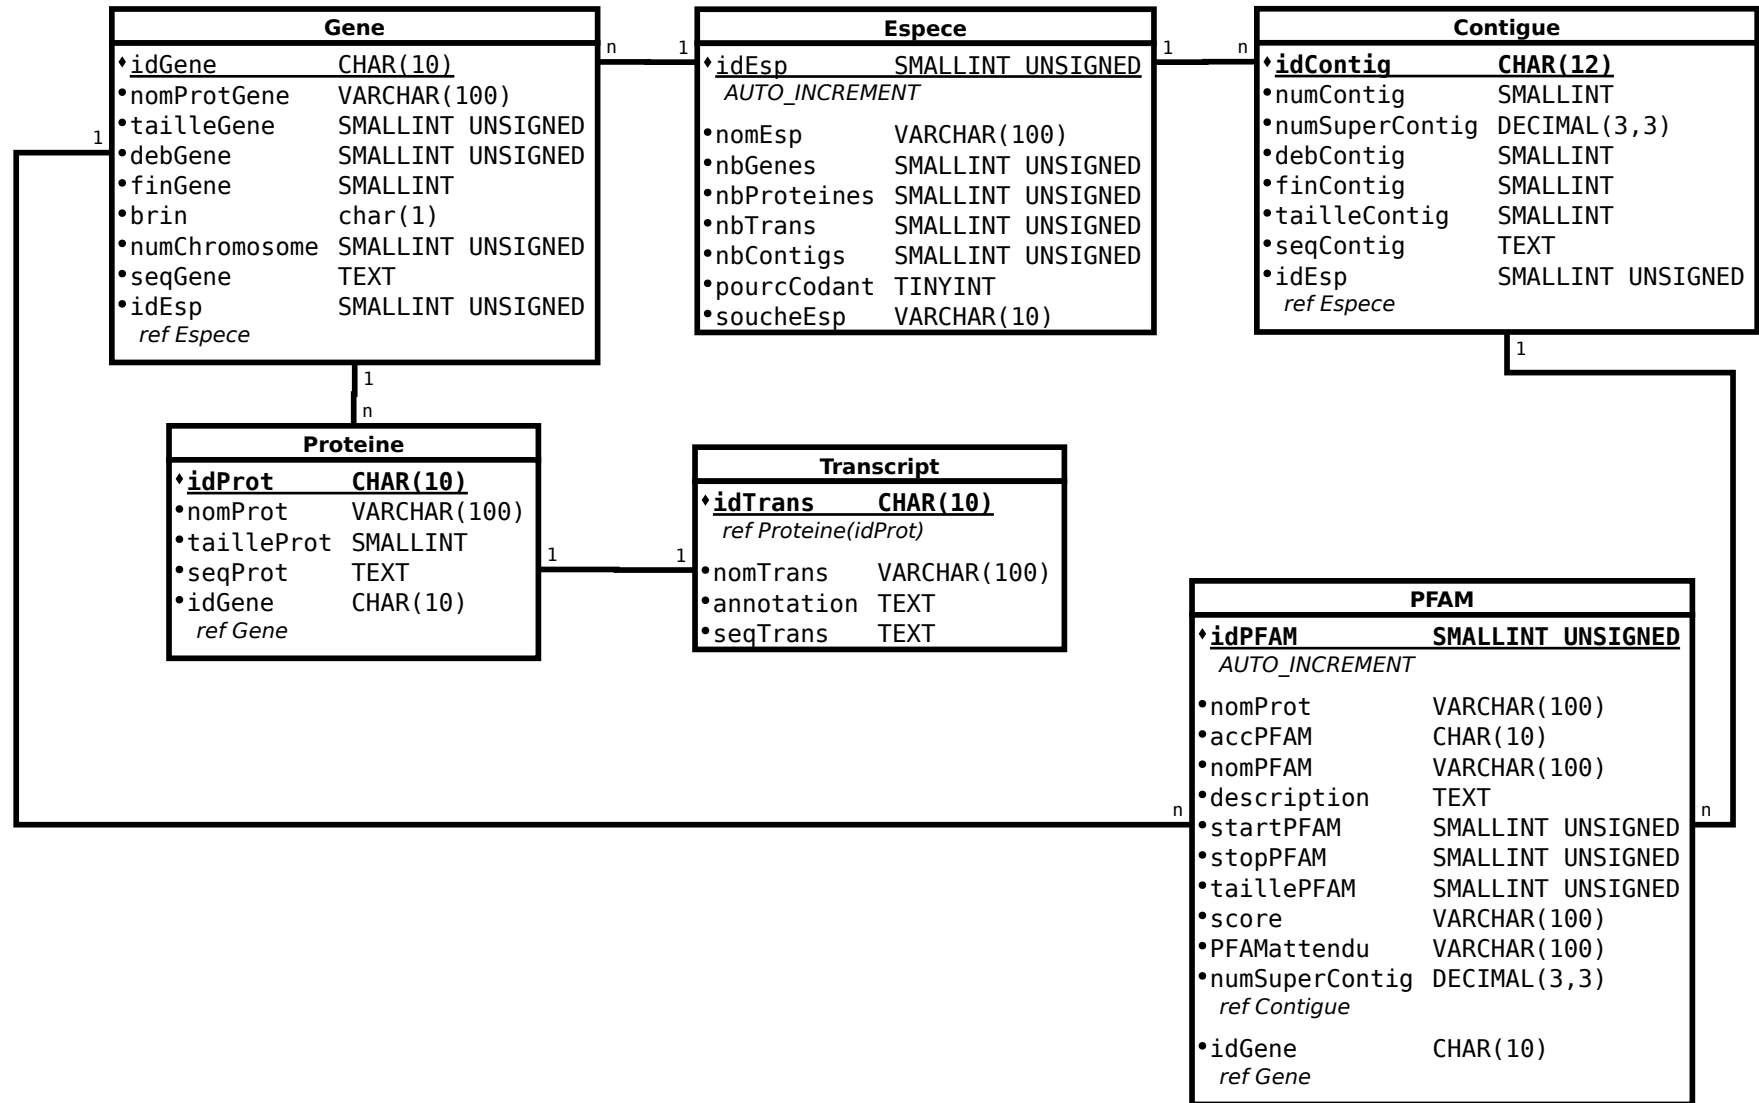 Gene
idGene CHAR(10)
nomProtGene VARCHAR(100)
tailleGene SMALLINT UNSIGNED
debGene SMALLINT UNSIGNED
finGene SMALLINT
brin char(1)
numChromosome SMALLINT UNSIGNED
seqGene TEXT
idEsp SMALLINT UNSIGNED
ref Espece
n 1
Espece
idEsp SMALLINT UNSIGNED
AUTO_INCREMENT
nomEsp VARCHAR(100)
nbGenes SMALLINT UNSIGNED
nbProteines SMALLINT UNSIGNED
nbTrans SMALLINT UNSIGNED
nbContigs SMALLINT UNSIGNED
pourcCodant TINYINT
soucheEsp VARCHAR(10)
1 n
Contigue
idContig CHAR(12)
numContig SMALLINT
numSuperContig DECIMAL(3,3)
debContig SMALLINT
finContig SMALLINT
tailleContig SMALLINT
seqContig TEXT
idEsp SMALLINT UNSIGNED
ref Espece
1
1
1
n
Proteine
idProt CHAR(10)
nomProt VARCHAR(100)
tailleProt SMALLINT
seqProt TEXT
idGene CHAR(10)
ref Gene
1 1
Transcript
idTrans CHAR(10)
ref Proteine(idProt)
nomTrans VARCHAR(100)
annotation TEXT
seqTrans TEXT
PFAM
idPFAM SMALLINT UNSIGNED
AUTO_INCREMENT
nomProt VARCHAR(100)
accPFAM CHAR(10)
nomPFAM VARCHAR(100)
description TEXT
startPFAM SMALLINT UNSIGNED
stopPFAM SMALLINT UNSIGNED
taillePFAM SMALLINT UNSIGNED
score VARCHAR(100)
PFAMattendu VARCHAR(100)
numSuperContig DECIMAL(3,3)
ref Contigue
idGene CHAR(10)
ref Gene
n
n